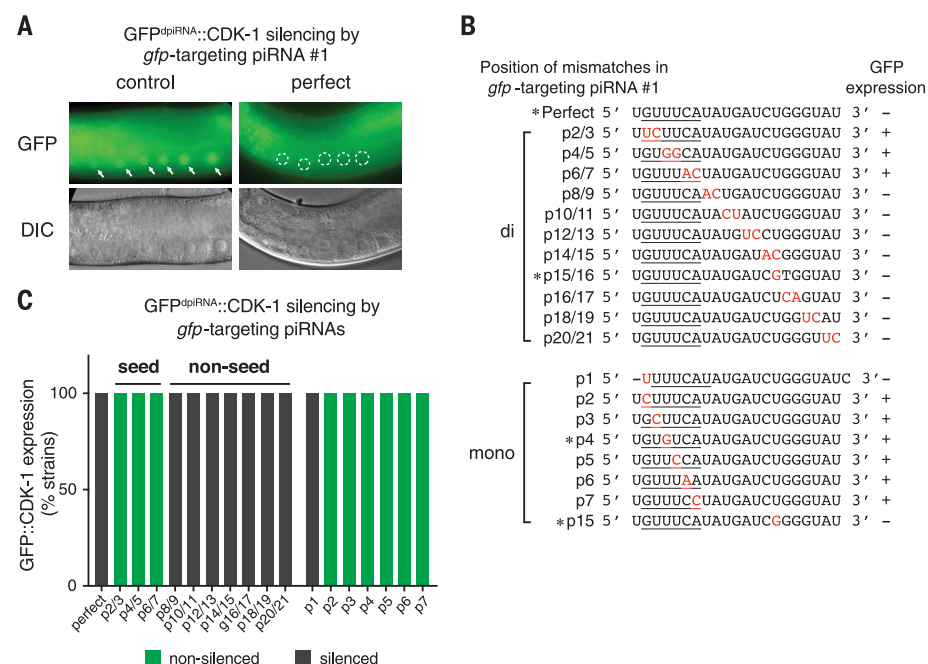 A
GFPdpiRNA::CDK-1 silencing by
gfp-targeting piRNA #1
control perfect
GFP
DIC
B
Position of mismatches in
gfp-targeting piRNA #1
GFP
expression
*Perfect 5′ UGUUUCAUAUGAUCUGGGUAU 3′ −
di
p2/3 5′ UUCUUCAUAUGAUCUGGGUAU 3′ +
p4/5 5′ UGUGGCAUAUGAUCUGGGUAU 3′ +
p6/7 5′ UGUUUACUAUGAUCUGGGUAU 3′ +
p8/9 5′ UGUUUCAACUGAUCUGGGUAU 3′ −
p10/11 5′ UGUUUCAUACUAUCUGGGUAU 3′ −
p12/13 5′ UGUUUCAUAUGUCCUGGGUAU 3′ −
p14/15 5′ UGUUUCAUAUGAUACGGGUAU 3′ −
*p15/16 5′ UGUUUCAUAUGAUCGTGGUAU 3′ −
p16/17 5′ UGUUUCAUAUGAUCUCAGUAU 3′ −
p18/19 5′ UGUUUCAUAUGAUCUGGUCAU 3′ −
p20/21 5′ UGUUUCAUAUGAUCUGGGUUC 3′ −
mono
p1 5′ −UUUUCAUAUGAUCUGGGUAUC 3′ −
p2 5′ UCUUUCAUAUGAUCUGGGUAU 3′ +
p3 5′ UGCUUCAUAUGAUCUGGGUAU 3′ +
*p4 5′ UGUGUCAUAUGAUCUGGGUAU 3′ +
p5 5′ UGUUCCAUAUGAUCUGGGUAU 3′ +
p6 5′ UGUUUAAUAUGAUCUGGGUAU 3′ +
p7 5′ UGUUUCCUAUGAUCUGGGUAU 3′ +
*p15 5′ UGUUUCAUAUGAUCGGGGUAU 3′ −
C
GFPdpiRNA::CDK-1 silencing by
gfp-targeting piRNAs
seed non-seed
GFP::CDK-1 expression
(% strains)
100
50
0
perfect p2/3 p4/5 p6/7 p8/9 p10/11 p12/13 p14/15 g16/17 p18/19 p20/21 p1 p2 p3 p4 p5 p6 p7
non-silenced silenced